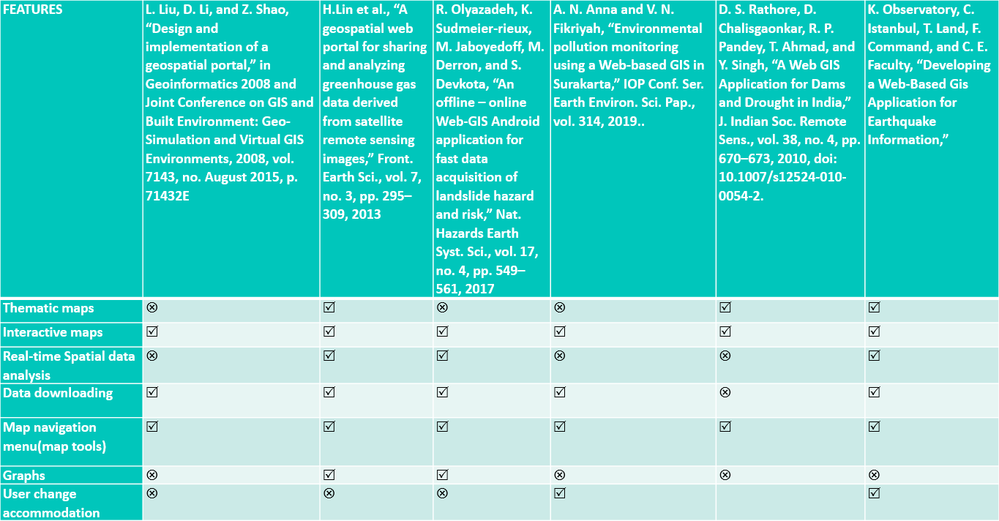 FEATURES
L. Liu, D. Li, and Z. Shao,
“Design and
implementation of a
geospatial portal,” in
Geoinformatics 2008 and
Joint Conference on GIS and
Built Environment: Geo-
Simulation and Virtual GIS
Environments, 2008, vol.
7143, no. August 2015, p.
71432E
H.Lin et al., “A
geospatial web
portal for sharing
and analyzing
greenhouse gas
data derived
from satellite
remote sensing
images,” Front.
Earth Sci., vol. 7,
no. 3, pp. 295–
309, 2013
R. Olyazadeh, K.
Sudmeier-rieux,
M. Jaboyedoff, M.
Derron, and S.
Devkota, “An
offline – online
Web-GIS Android
application for
fast data
acquisition of
landslide hazard
and risk,” Nat.
Hazards Earth
Syst. Sci., vol. 17,
no. 4, pp. 549–
561, 2017
A. N. Anna and V. N.
Fikriyah, “Environmental
pollution monitoring
using a Web-based GIS in
Surakarta,” IOP Conf. Ser.
Earth Environ. Sci. Pap.,
vol. 314, 2019..
D. S. Rathore, D.
Chalisgaonkar, R. P.
Pandey, T. Ahmad, and
Y. Singh, “A Web GIS
Application for Dams
and Drought in India,”
J. Indian Soc. Remote
Sens., vol. 38, no. 4, pp.
670–673, 2010, doi:
10.1007/s12524-010-
0054-2.
K. Observatory, C.
Istanbul, T. Land, F.
Command, and C. E.
Faculty, “Developing
a Web-Based Gis
Application for
Earthquake
Information,”
Thematic maps ⊗ ☑ ⊗ ⊗ ☑ ☑
Interactive maps ☑ ☑ ☑ ☑ ☑ ☑
Real-time Spatial data
analysis ⊗ ☑ ☑ ⊗ ⊗ ☑
Data downloading ☑ ☑ ☑ ☑ ⊗ ☑
Map navigation
menu(map tools) ☑ ☑ ☑ ☑ ☑ ☑
Graphs ⊗ ☑ ☑ ⊗ ⊗ ⊗
User change
accommodation ⊗ ⊗ ⊗ ☑ ☑